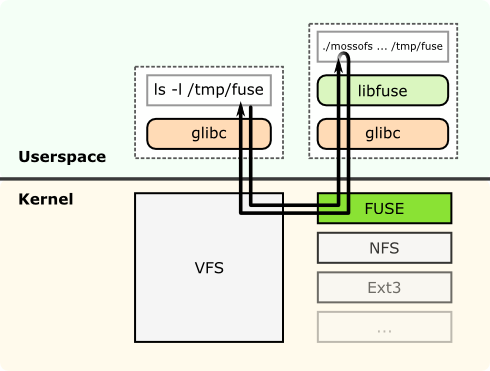 ./mossofs ... /tmp/fuse
ls -l /tmp/fuse
libfuse
glibc
glibc
Userspace
Kernel
FUSE
VFS
NFS
Ext3
...